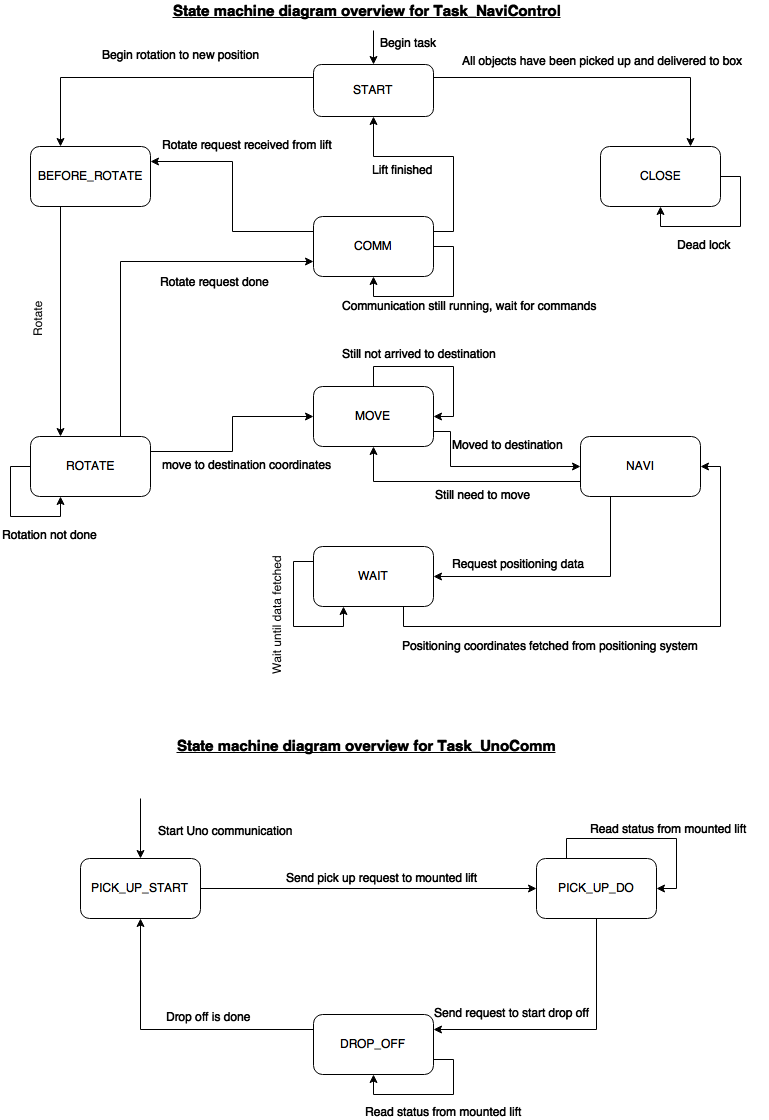 State machine diagram overview for Task_NaviControl
Begin task
Begin rotation to new position
All objects have been picked up and delivered to box
START
Rotate request received from lift
Lift finished
BEFORE_ROTATE
CLOSE
COMM
Dead lock
Rotate request done
Communication still running, wait for commands
Rotate
Still not arrived to destination
MOVE
Moved to destination
ROTATE
move to destination coordinates
NAVI
Still need to move
Rotation not done
Request positioning data
WAIT
Wait until data fetched
Positioning coordinates fetched from positioning system
State machine diagram overview for Task_UnoComm
Start Uno communication
Read status from mounted lift
PICK_UP_START
Send pick up request to mounted lift
PICK_UP_DO
Drop off is done
Send request to start drop off
DROP_OFF
Read status from mounted lift